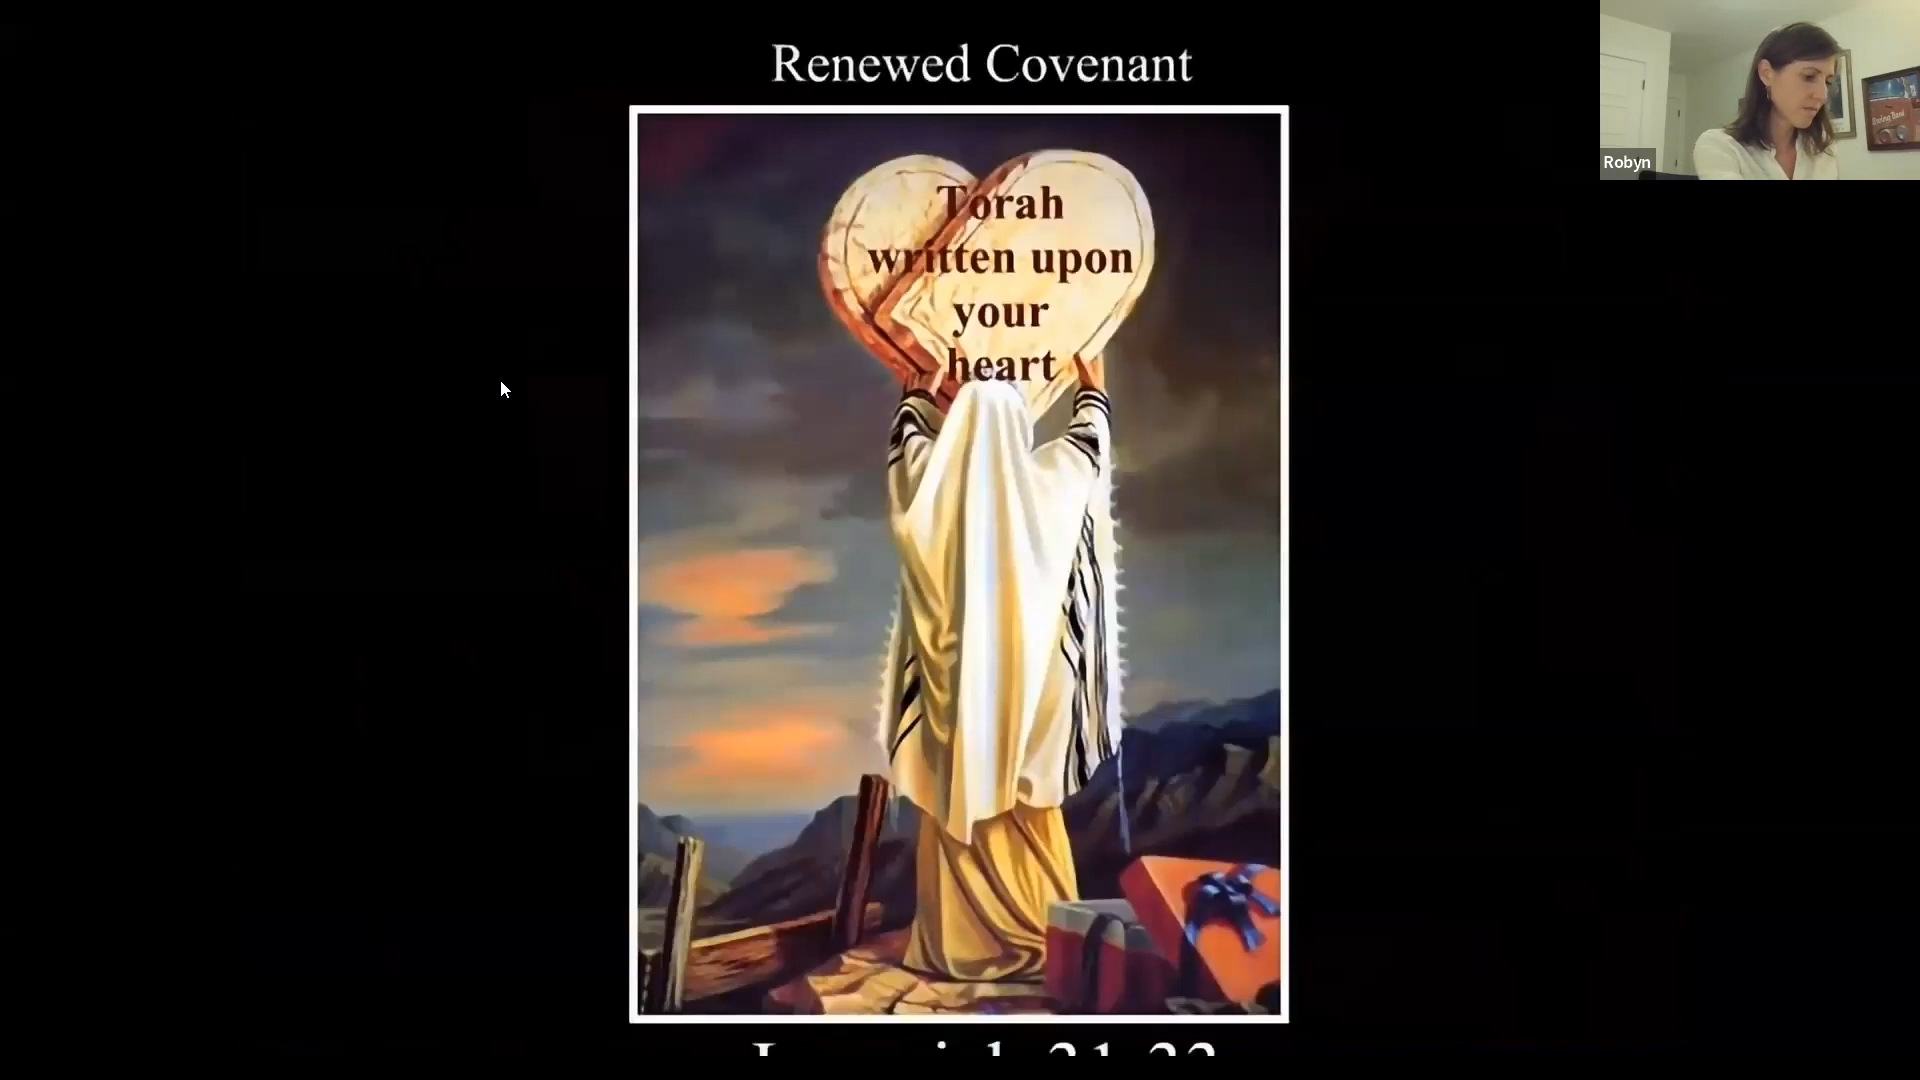 Renewed Covenant
Torah
written upon
your
heart
Robyn